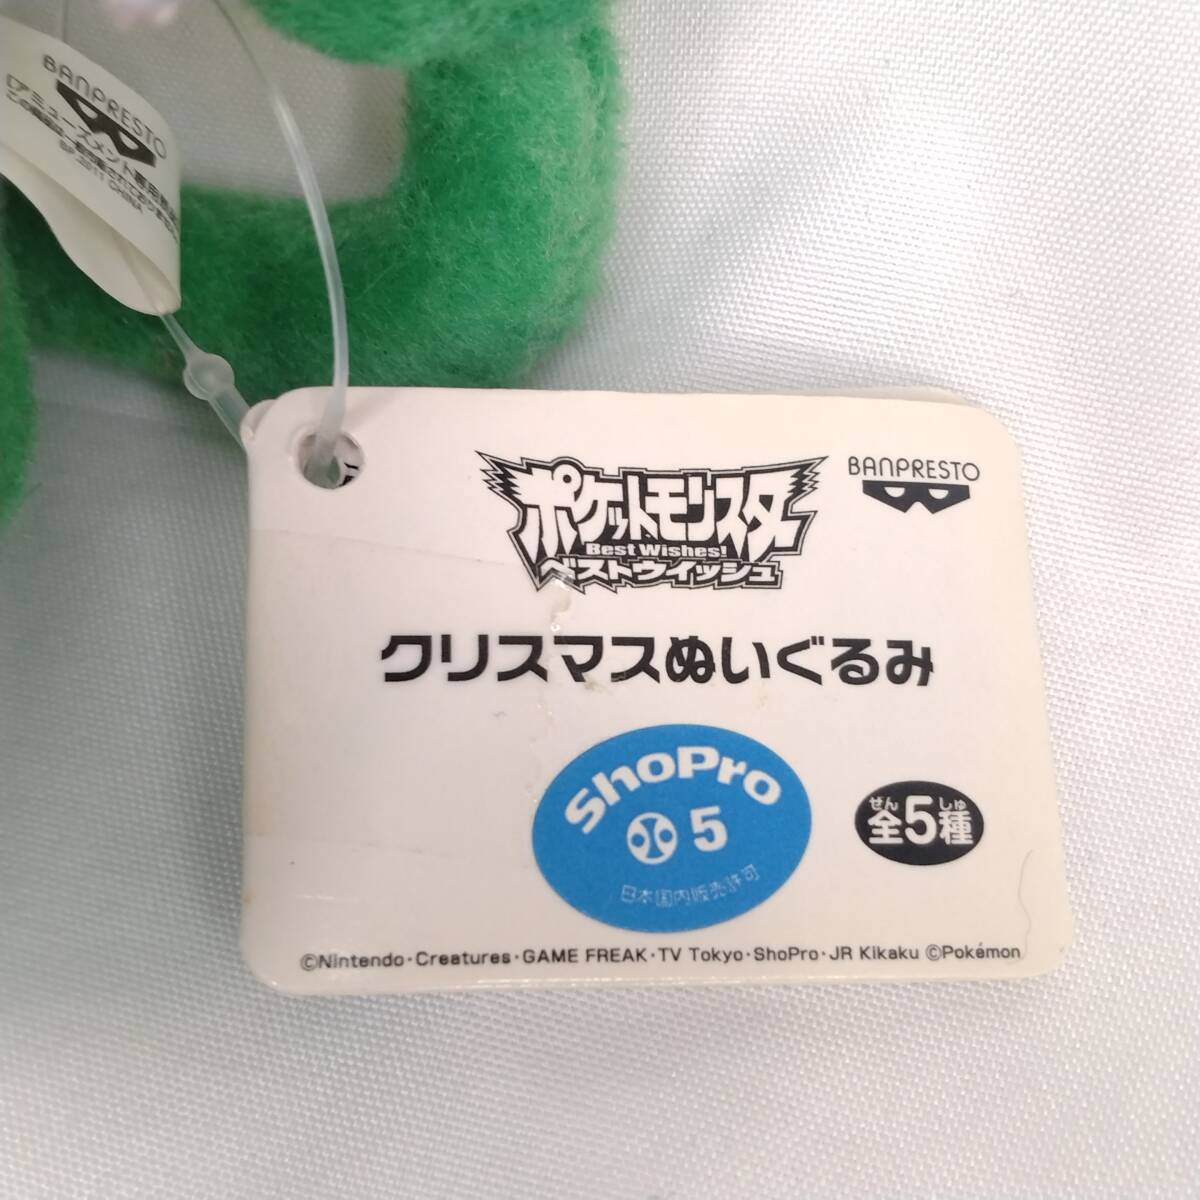 BANPRESTO
BP 2011 CHINA
ポケットモンスター
Best Wishes!
ベストウイッシュ
BANPRESTO
クリスマスぬいぐるみ
ShoPro
5
日本国内販売許可
ぜん しゅ
全5種
©Nintendo・Creatures・GAME FREAK・TV Tokyo・ShoPro・JR Kikaku ©Pokémon